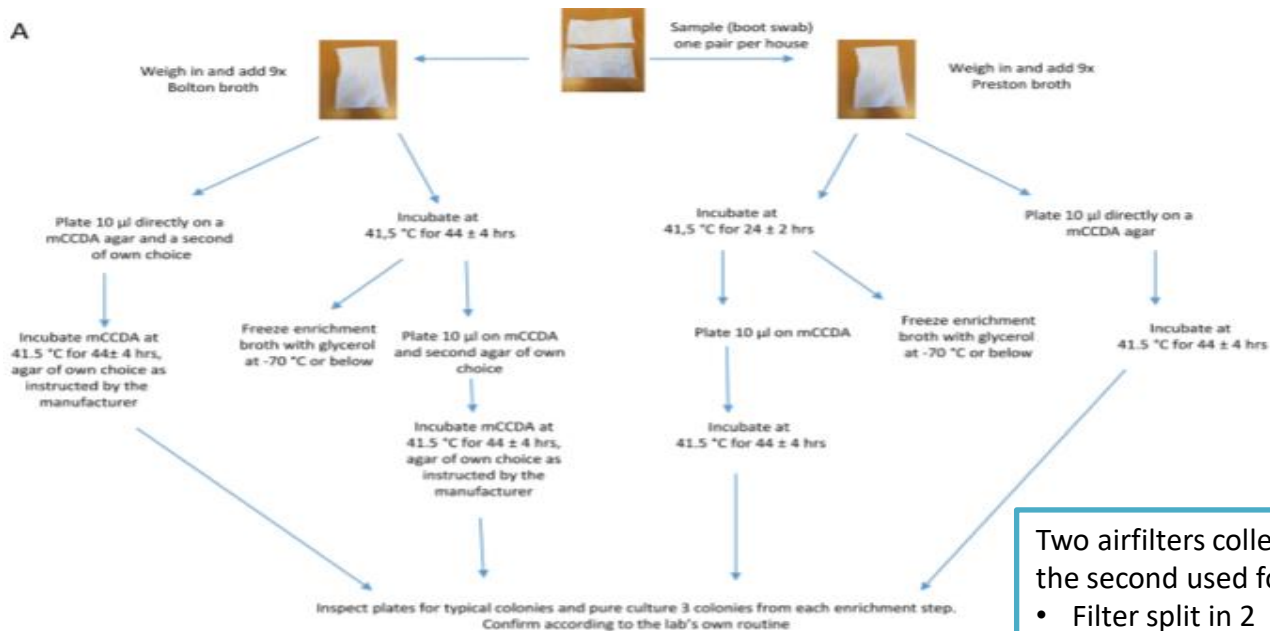 A
Sample (boot swab)
one pair per house
Weigh in and add 9x
Bolton broth
Weigh in and add 9x
Preston broth
Plate 10 µl directly on a
mCCDA agar and a second
of own choice
Incubate at
41,5 °C for 44 ± 4 hrs
Incubate at
41,5 °C for 24 ± 2 hrs
Plate 10 µl directly on a
mCCDA agar
Incubate mCCDA at
41.5 °C for 44± 4 hrs,
agar of own choice as
instructed by the
manufacturer
Freeze enrichment
broth with glycerol
at -70 °C or below
Plate 10 µl on mCCDA
and second agar of own
choice
Plate 10 µl on mCCDA
Freeze enrichment
broth with glycerol
at -70 °C or below
Incubate at
41.5 °C for 44 ± 4 hrs
Incubate mCCDA at
41.5 °C for 44 ± 4 hrs,
agar of own choice as
instructed by the
manufacturer
Incubate at
41.5 °C for 44 ± 4 hrs
Inspect plates for typical colonies and pure culture 3 colonies from each enrichment step.
Confirm according to the lab's own routine
Two airfilters colle
the second used fo
• Filter split in 2